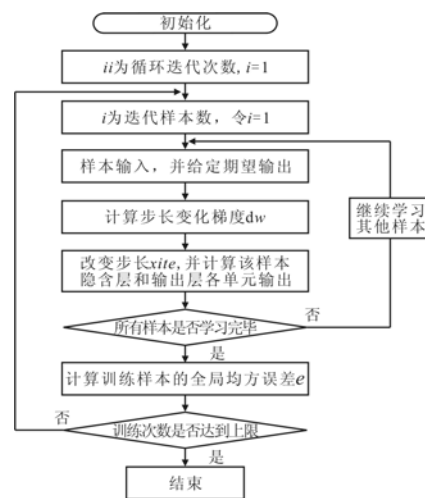 初始化
ii为循环迭代次数,i=1
i为迭代样本数，令i=1
样本输入，并给定期望输出
计算步长变化梯度dw
继续学习
其他样本
改变步长xite,并计算该样本
隐含层和输出层各单元输出
所有样本是否学习完毕
否
是
计算训练样本的全局均方误差e
否
训练次数是否达到上限
是
结束